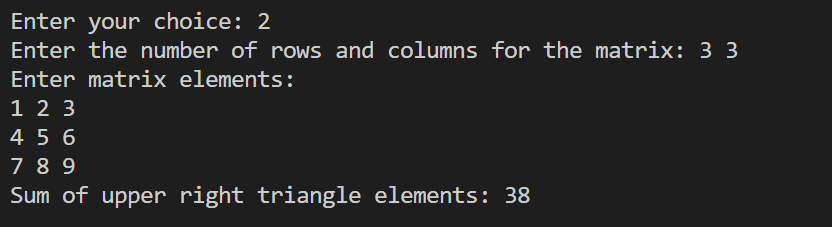 Enter your choice: 2
Enter the number of rows and columns for the matrix: 3 3
Enter matrix elements:
1 2 3
4 5 6
7 8 9
Sum of upper right triangle elements: 38